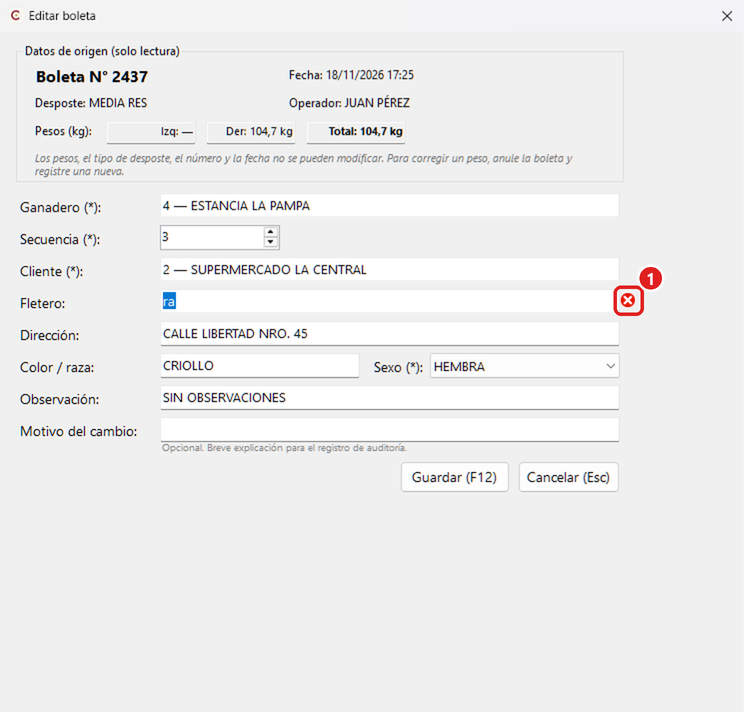 Editar boleta
Datos de origen (solo lectura)
Boleta N° 2437
Fecha: 18/11/2026 17:25
Desposte: MEDIA RES
Operador: JUAN PÉREZ
Pesos (kg): Izq: — Der: 104,7 kg Total: 104,7 kg
Los pesos, el tipo de desposte, el número y la fecha no se pueden modificar. Para corregir un peso, anule la boleta y
registre una nueva.
Ganadero (*): 4 — ESTANCIA LA PAMPA
Secuencia (*): 3
Cliente (*): 2 — SUPERMERCADO LA CENTRAL
1
Fletero: ra
Dirección: CALLE LIBERTAD NRO. 45
Color / raza: CRIOLLO Sexo (*): HEMBRA
Observación: SIN OBSERVACIONES
Motivo del cambio:
Opcional. Breve explicación para el registro de auditoría.
Guardar (F12) Cancelar (Esc)